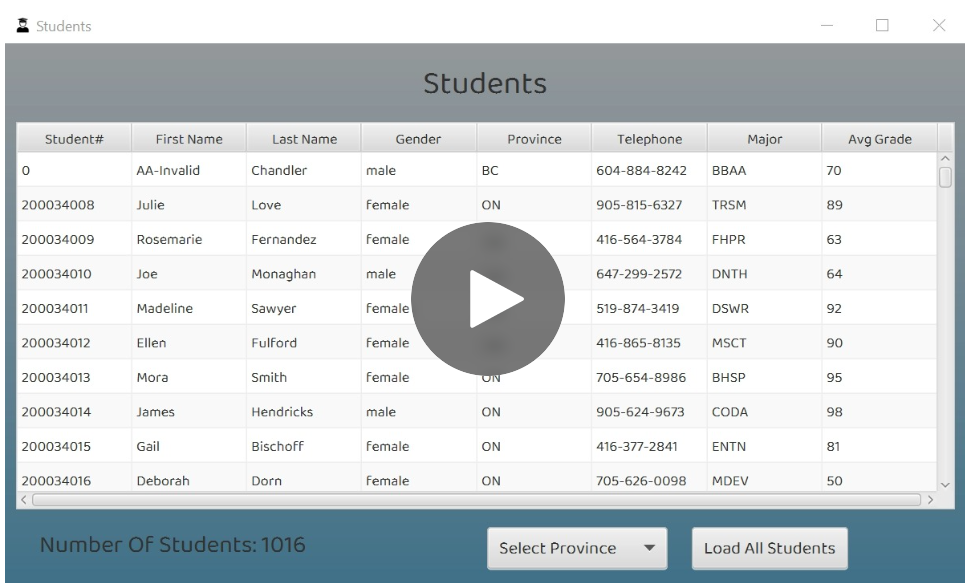 Students
Students
Student# First Name Last Name Gender Province Telephone Major Avg Grade
0 AA-Invalid Chandler male BC 604-884-8242 BBAA 70
200034008 Julie Love female ON 905-815-6327 TRSM 89
200034009 Rosemarie Fernandez female 416-564-3784 FHPR 63
200034010 Joe Monaghan male 647-299-2572 DNTH 64
200034011 Madeline Sawyer female 519-874-3419 DSWR 92
200034012 Ellen Fulford female 416-865-8135 MSCT 90
200034013 Mora Smith female ON 705-654-8986 BHSP 95
200034014 James Hendricks male ON 905-624-9673 CODA 98
200034015 Gail Bischoff female ON 416-377-2841 ENTN 81
200034016 Deborah Dorn female ON 705-626-0098 MDEV 50
Number Of Students: 1016 Select Province Load All Students